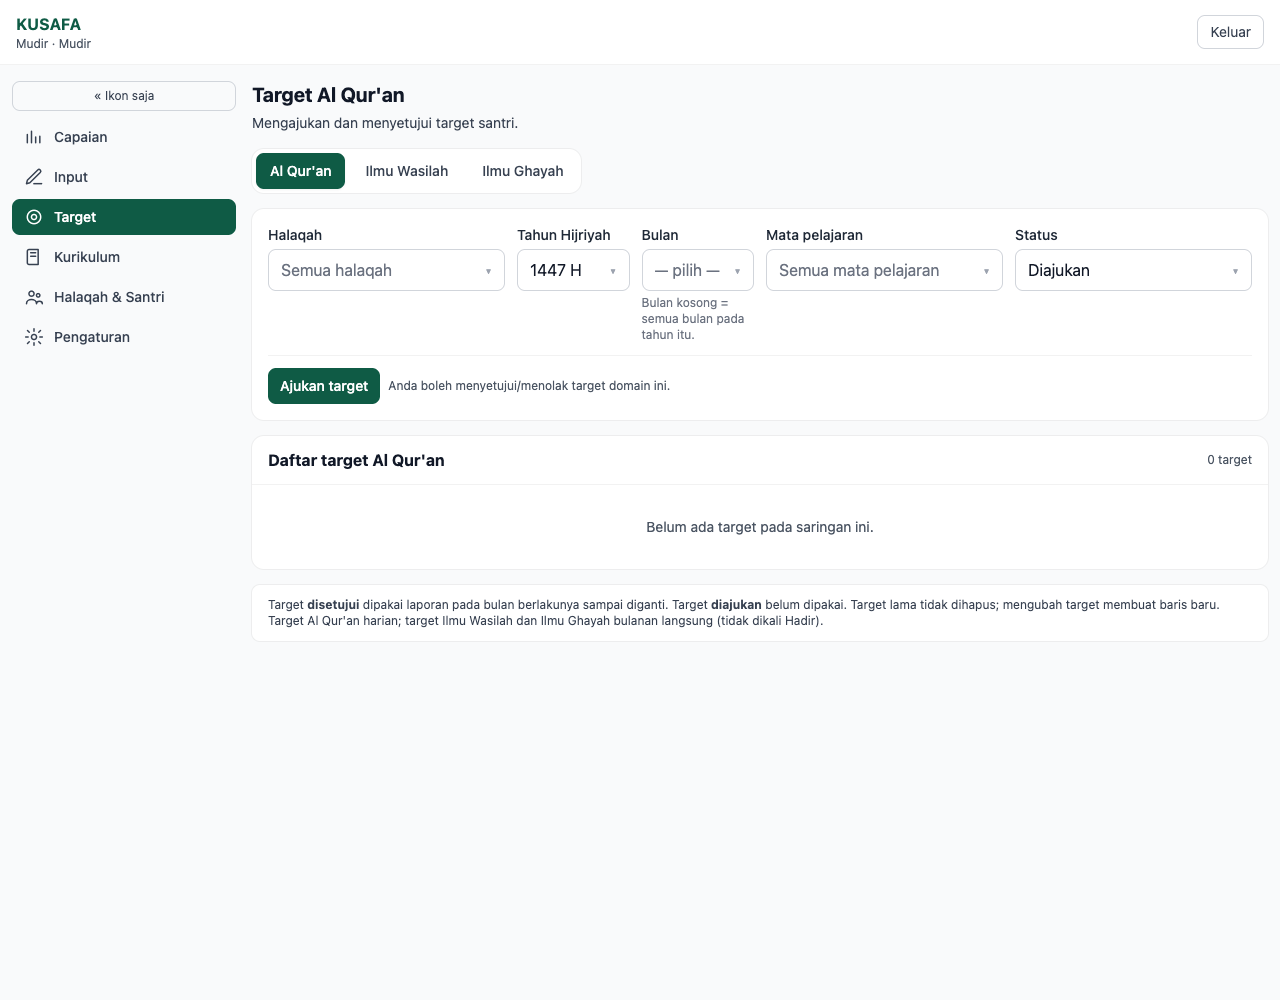 KUSAFA
Mudir · Mudir
Keluar
« Ikon saja
Capaian
Input
Target
Kurikulum
Halaqah & Santri
Pengaturan
Target Al Qur'an
Mengajukan dan menyetujui target santri.
Al Qur'an
Ilmu Wasilah
Ilmu Ghayah
Halaqah
Semua halaqah
Tahun Hijriyah
1447 H
Bulan
— pilih —
Bulan kosong =
semua bulan pada
tahun itu.
Mata pelajaran
Semua mata pelajaran
Status
Diajukan
Ajukan target
Anda boleh menyetujui/menolak target domain ini.
Daftar target Al Qur'an
0 target
Belum ada target pada saringan ini.
Target disetujui dipakai laporan pada bulan berlakunya sampai diganti. Target diajukan belum dipakai. Target lama tidak dihapus; mengubah target membuat baris baru.
Target Al Qur'an harian; target Ilmu Wasilah dan Ilmu Ghayah bulanan langsung (tidak dikali Hadir).